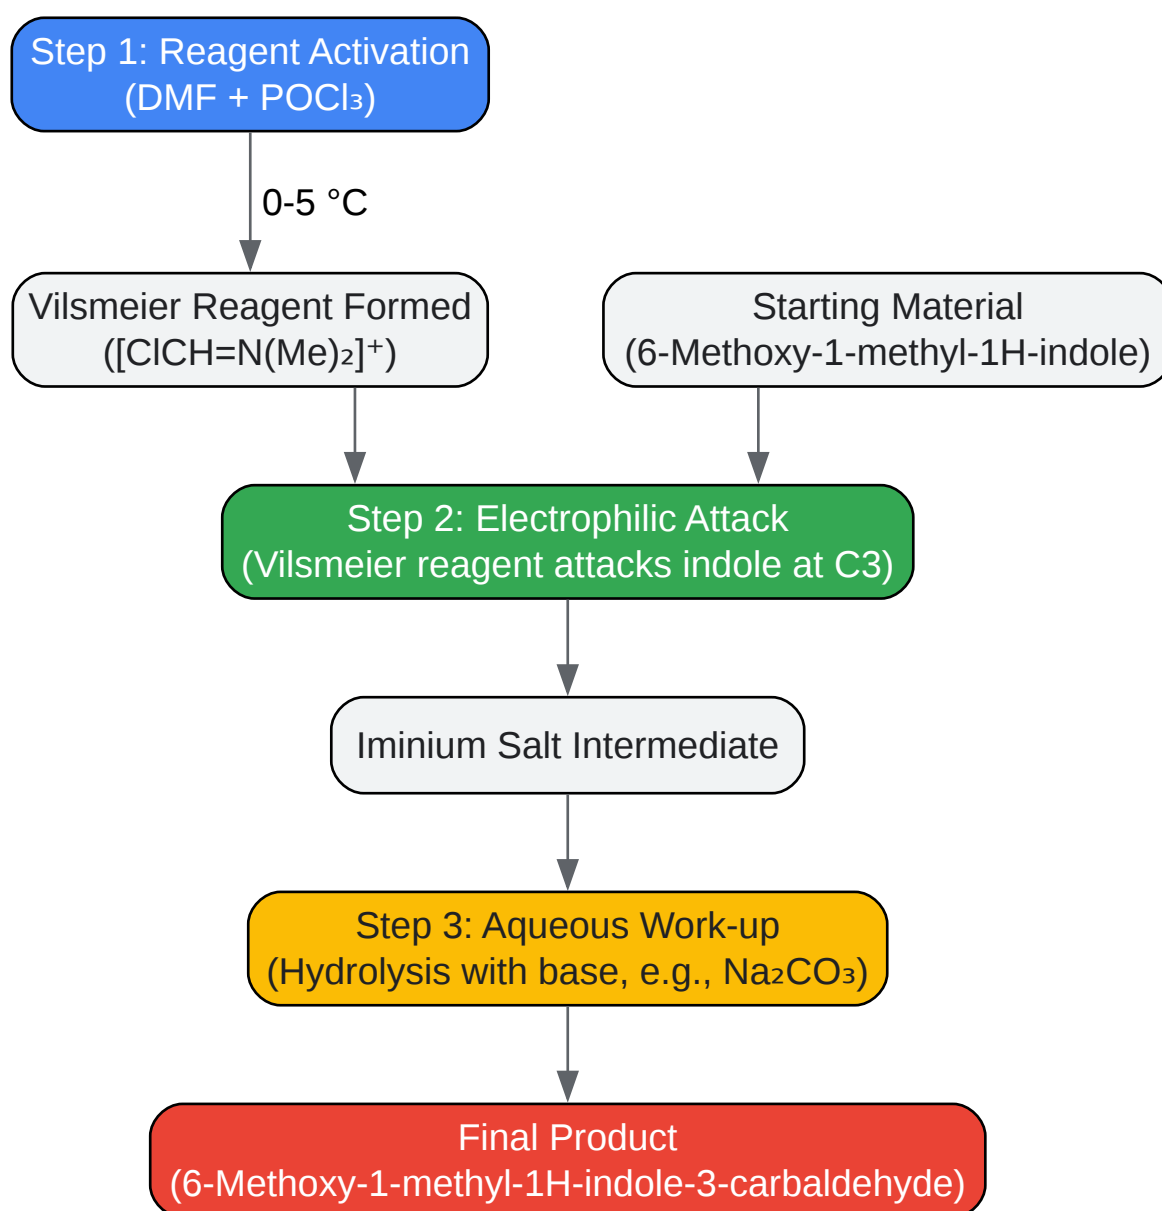 Step 1: Reagent Activation
(DMF + POCl₃)
0-5 °C
Vilsmeier Reagent Formed
([ClCH=N(Me)₂]⁺)
Starting Material
(6-Methoxy-1-methyl-1H-indole)
Step 2: Electrophilic Attack
(Vilsmeier reagent attacks indole at C3)
Iminium Salt Intermediate
Step 3: Aqueous Work-up
(Hydrolysis with base, e.g., Na₂CO₃)
Final Product
(6-Methoxy-1-methyl-1H-indole-3-carbaldehyde)